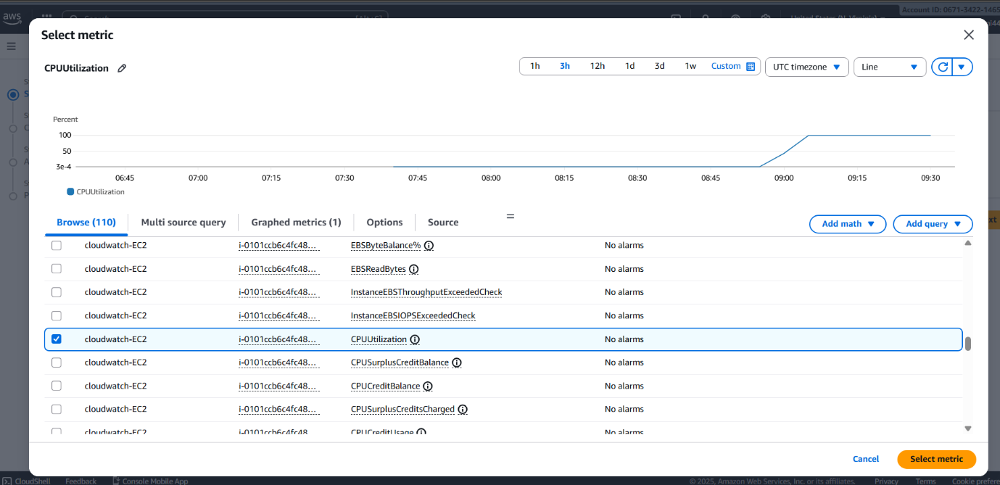 aws
Search
[Alt+S]
United States (N. Virginia)
Account ID: 0671-3422-1465
Select metric
CPUUtilization
1h 3h 12h 1d 3d 1w Custom
UTC timezone
Line
Percent
100
50
3e-4
06:45 07:00 07:15 07:30 07:45 08:00 08:15 08:30 08:45 09:00 09:15 09:30
CPUUtilization
Browse (110) Multi source query Graphed metrics (1) Options Source
Add math Add query
cloudwatch-EC2 i-0101ccb6c4fc48... EBSByteBalance% No alarms
cloudwatch-EC2 i-0101ccb6c4fc48... EBSReadBytes No alarms
cloudwatch-EC2 i-0101ccb6c4fc48... InstanceEBSThroughputExceededCheck No alarms
cloudwatch-EC2 i-0101ccb6c4fc48... InstanceEBSIOPSExceededCheck No alarms
cloudwatch-EC2 i-0101ccb6c4fc48... CPUUtilization No alarms
cloudwatch-EC2 i-0101ccb6c4fc48... CPUSurplusCreditBalance No alarms
cloudwatch-EC2 i-0101ccb6c4fc48... CPUCreditBalance No alarms
cloudwatch-EC2 i-0101ccb6c4fc48... CPUSurplusCreditsCharged No alarms
cloudwatch-EC2 i-0101ccb6c4fc48 CPUCreditUsage No alarms
Cancel Select metric
CloudShell Feedback Console Mobile App © 2025, Amazon Web Services, Inc. or its affiliates. Privacy Terms Cookie prefere